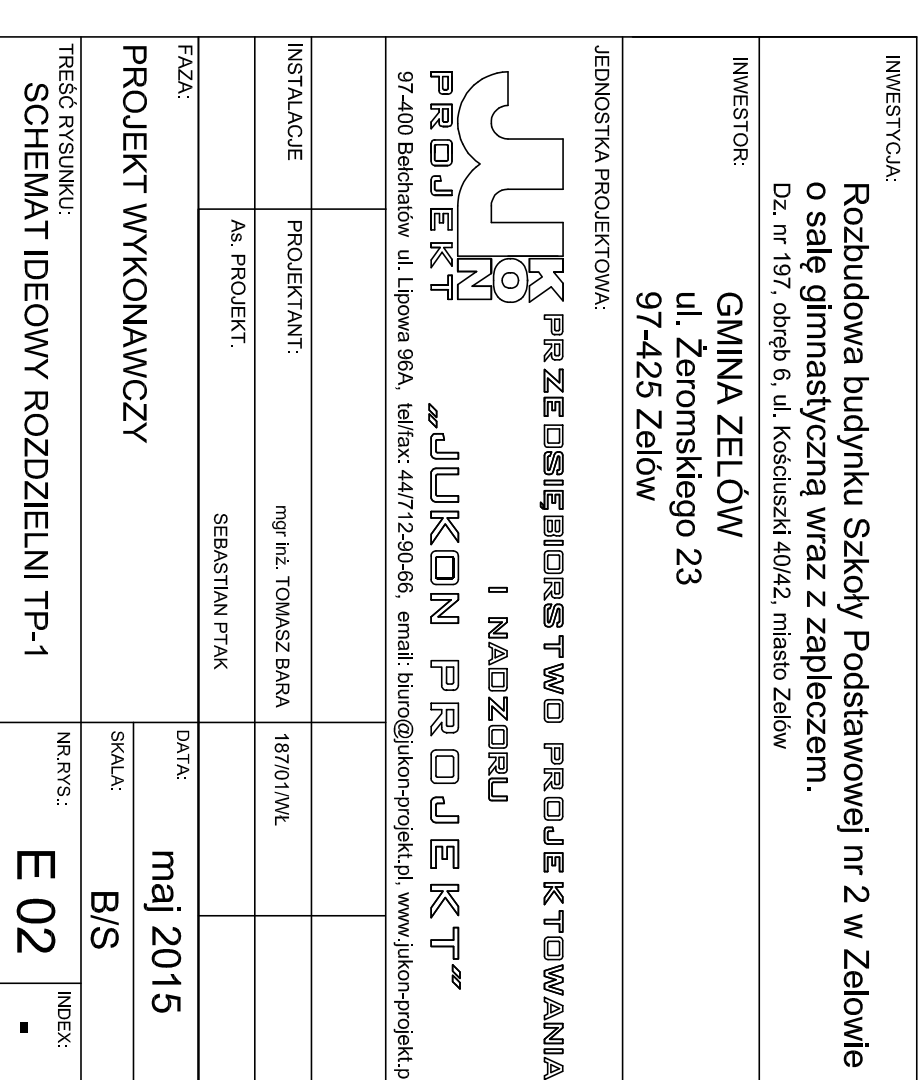 INWESTYCJA:
Rozbudowa budynku Szkoły Podstawowej nr 2 w Zelowie
o salę gimnastyczną wraz z zapleczem.
Dz. nr 197, obręb 6, ul. Kościuszki 40/42, miasto Zelów
INWESTOR:
GMINA ZELÓW
ul. Żeromskiego 23
97-425 Zelów
JEDNOSTKA PROJEKTOWA:
JUKON
PROJEKT
PRZEDSIĘBIORSTWO PROJEKTOWANIA
I NADZORU
„JUKON PROJEKT”
97-400 Bełchatów ul. Lipowa 96A, tel/fax: 44/712-90-66, email: biuro@jukon-projekt.pl, www.jukon-projekt.p
INSTALACJE
PROJEKTANT:
mgr inż. TOMASZ BARA
187/01/WŁ
As. PROJEKT.
SEBASTIAN PTAK
FAZA:
PROJEKT WYKONAWCZY
DATA:
maj 2015
SKALA:
B/S
TREŚĆ RYSUNKU:
SCHEMAT IDEOWY ROZDZIELNI TP-1
NR.RYS.:
E 02
INDEX: